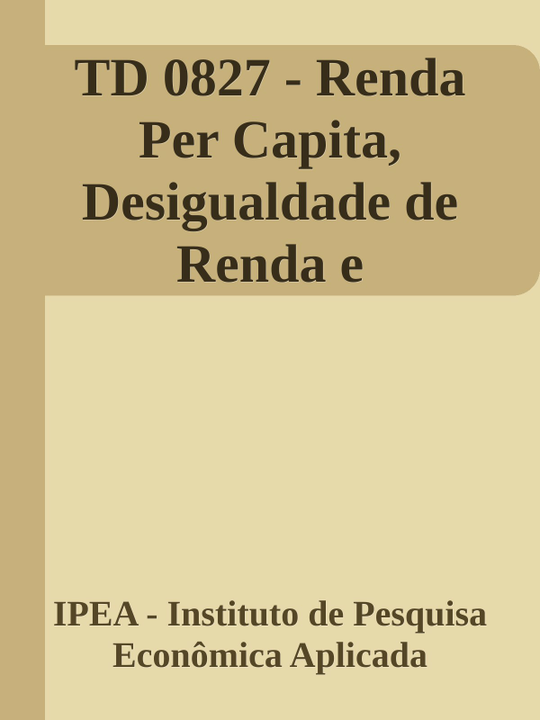 TD 0827 - Renda
Per Capita,
Desigualdade de
Renda e
IPEA - Instituto de Pesquisa
Econômica Aplicada